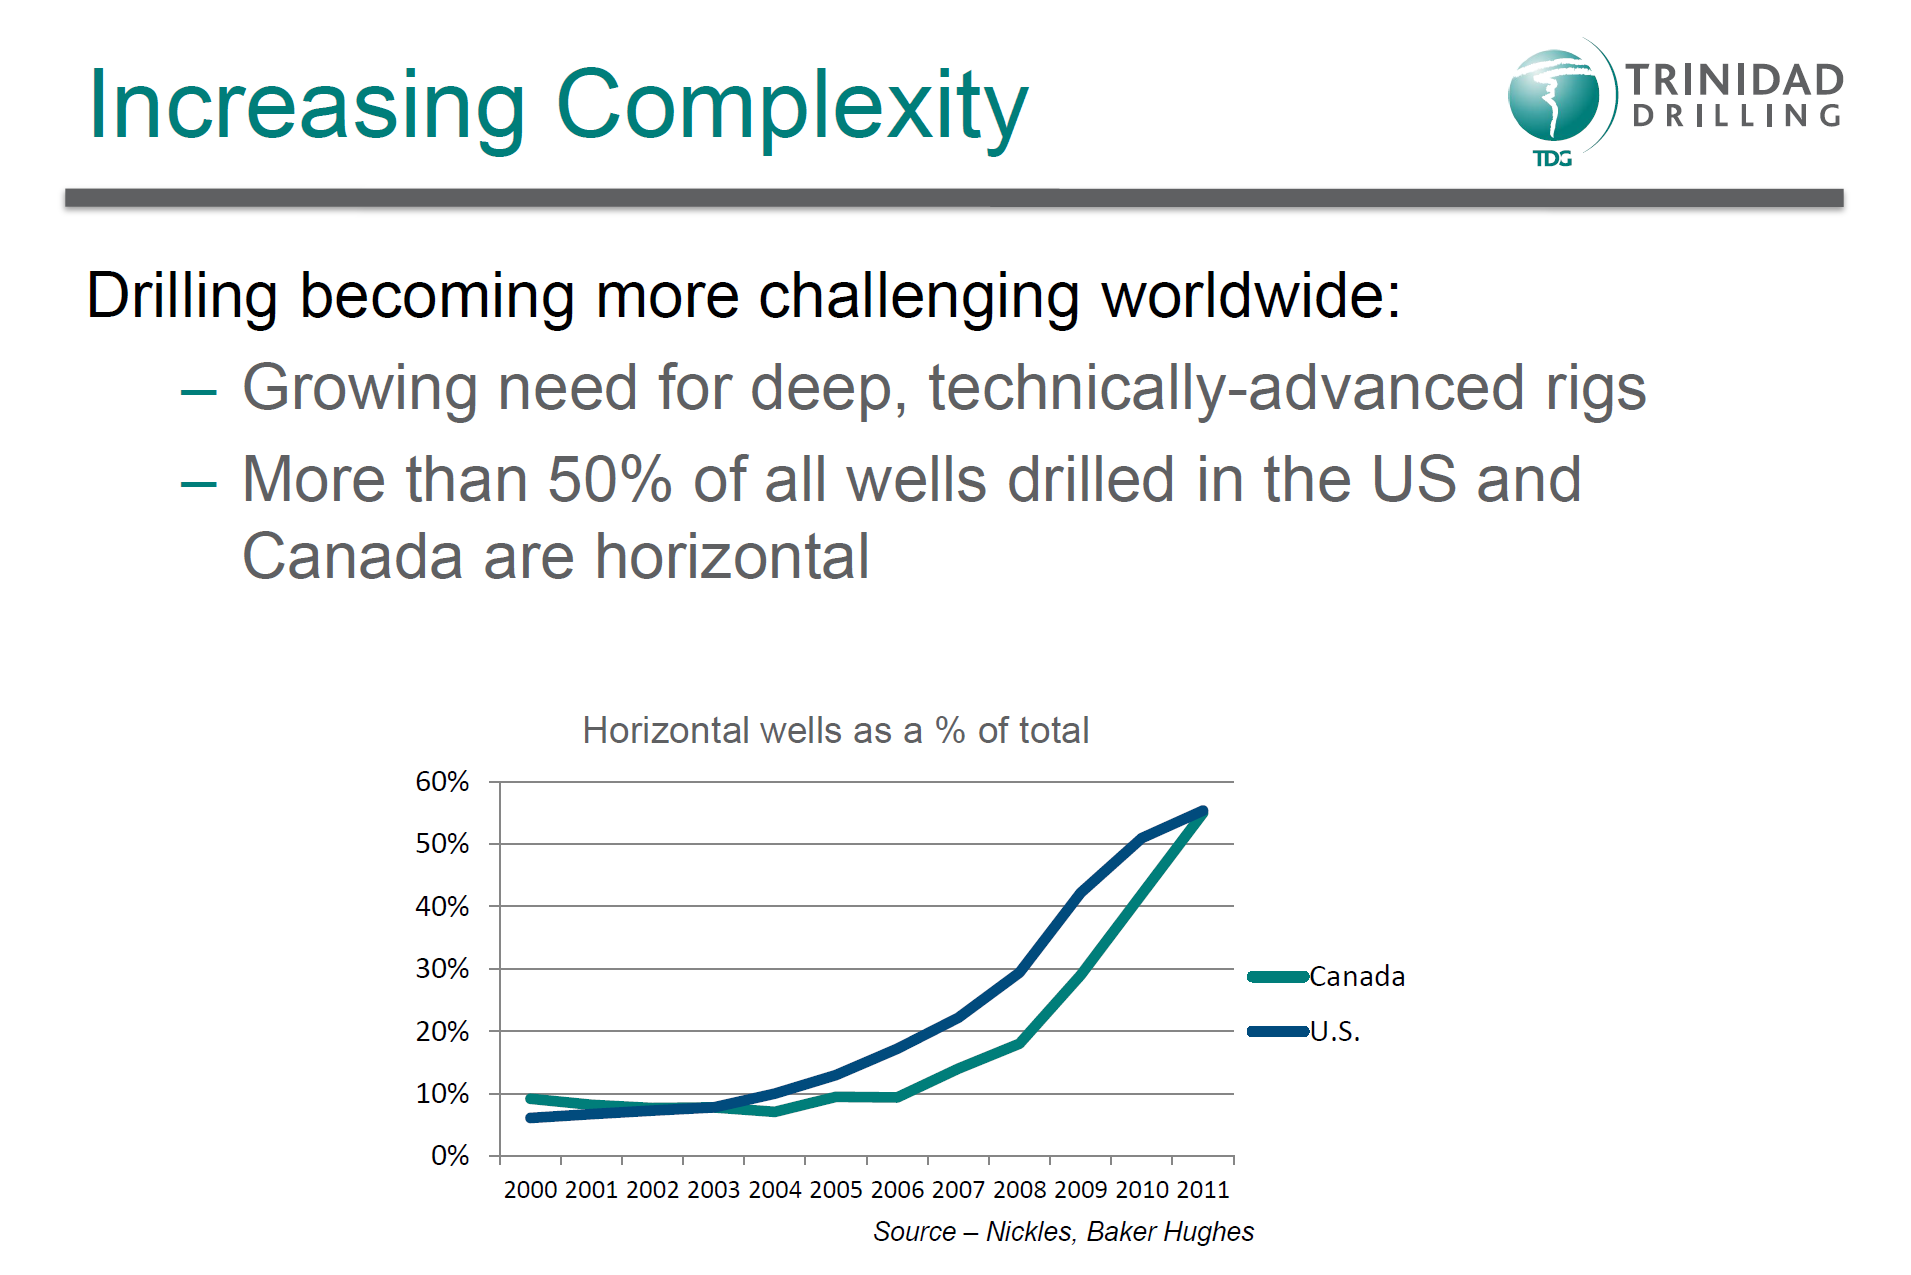 Increasing Complexity
TRINIDAD
DRILLING
TDG
Drilling becoming more challenging worldwide:
– Growing need for deep, technically-advanced rigs
– More than 50% of all wells drilled in the US and
Canada are horizontal
Horizontal wells as a % of total
60%
50%
40%
30%
20%
10%
0%
Canada
U.S.
2000 2001 2002 2003 2004 2005 2006 2007 2008 2009 2010 2011
Source – Nickles, Baker Hughes